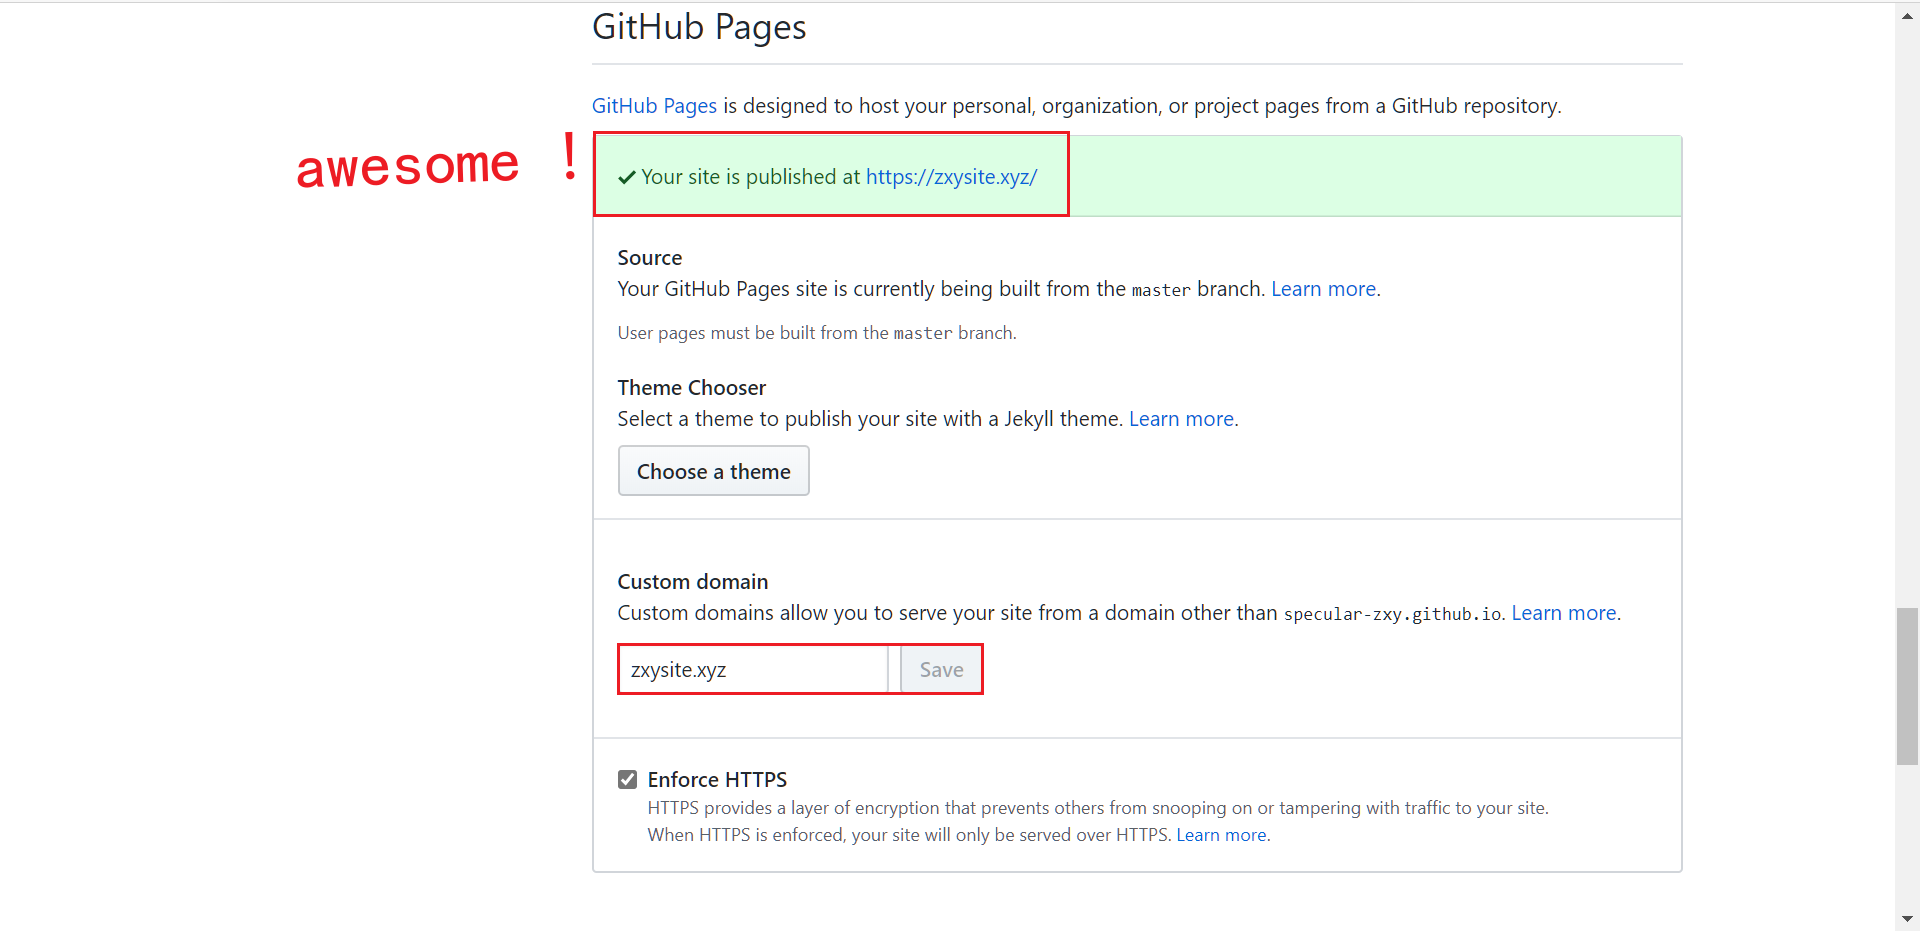 GitHub Pages
GitHub Pages is designed to host your personal, organization, or project pages from a GitHub repository.
awesome !
Your site is published at https://zxysite.xyz/
Source
Your GitHub Pages site is currently being built from the master branch. Learn more.
User pages must be built from the master branch.
Theme Chooser
Select a theme to publish your site with a Jekyll theme. Learn more.
Choose a theme
Custom domain
Custom domains allow you to serve your site from a domain other than specular-zxy.github.io. Learn more.
zxysite.xyz Save
Enforce HTTPS
HTTPS provides a layer of encryption that prevents others from snooping on or tampering with traffic to your site.
When HTTPS is enforced, your site will only be served over HTTPS. Learn more.